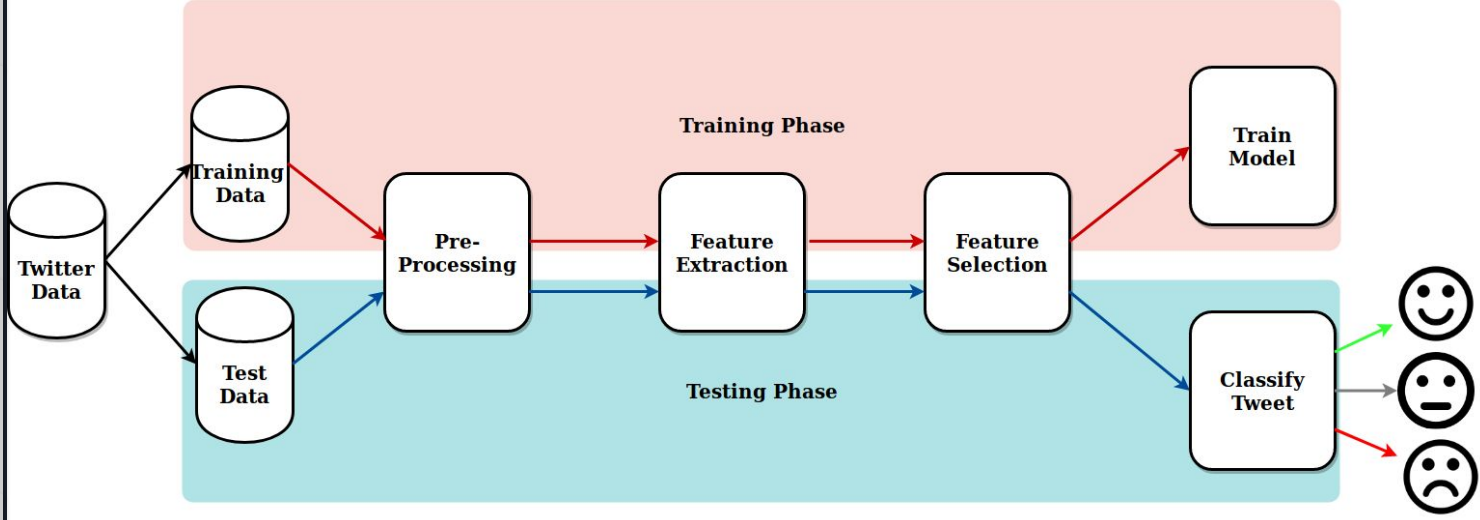 Twitter
Data
Training
Data
Test
Data
Training Phase
Testing Phase
Pre-
Processing
Feature
Extraction
Feature
Selection
Train
Model
Classify
Tweet